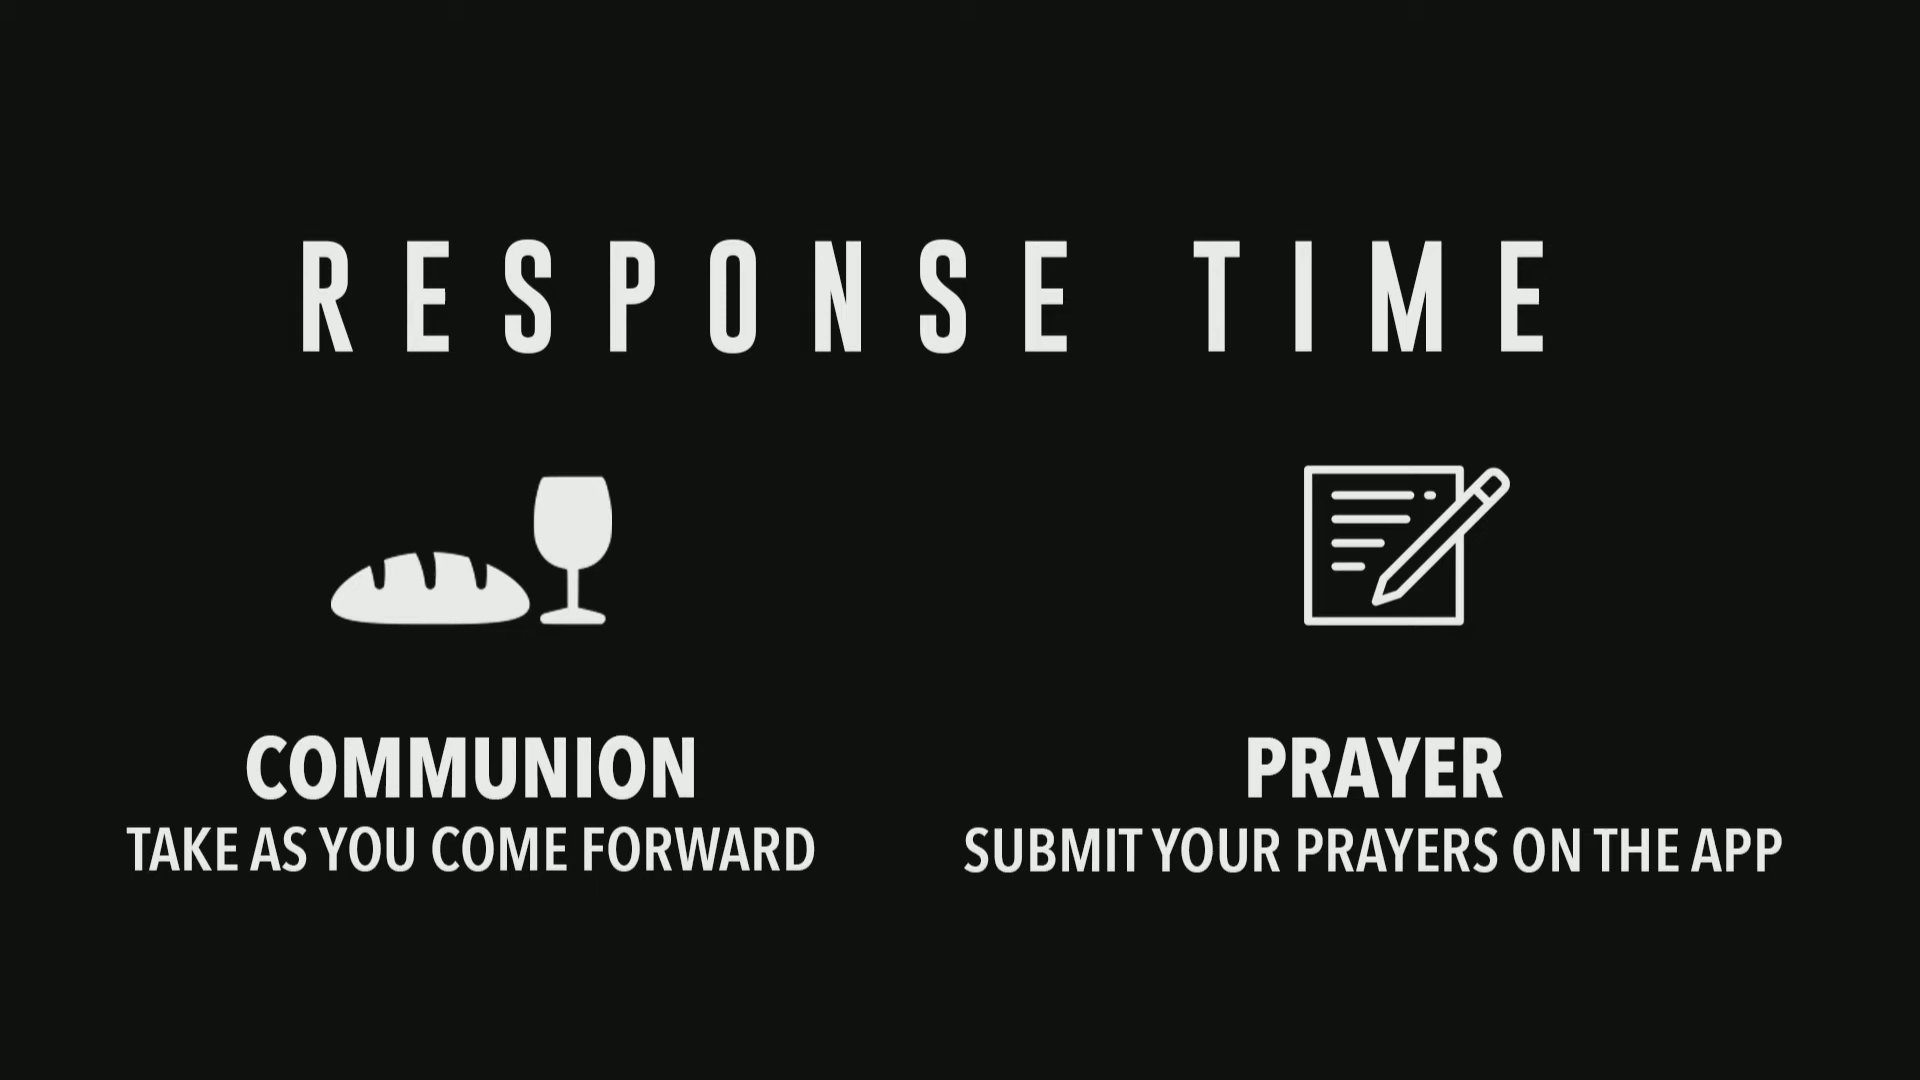 RESPONSE TIME
COMMUNION
TAKE AS YOU COME FORWARD
PRAYER
SUBMIT YOUR PRAYERS ON THE APP